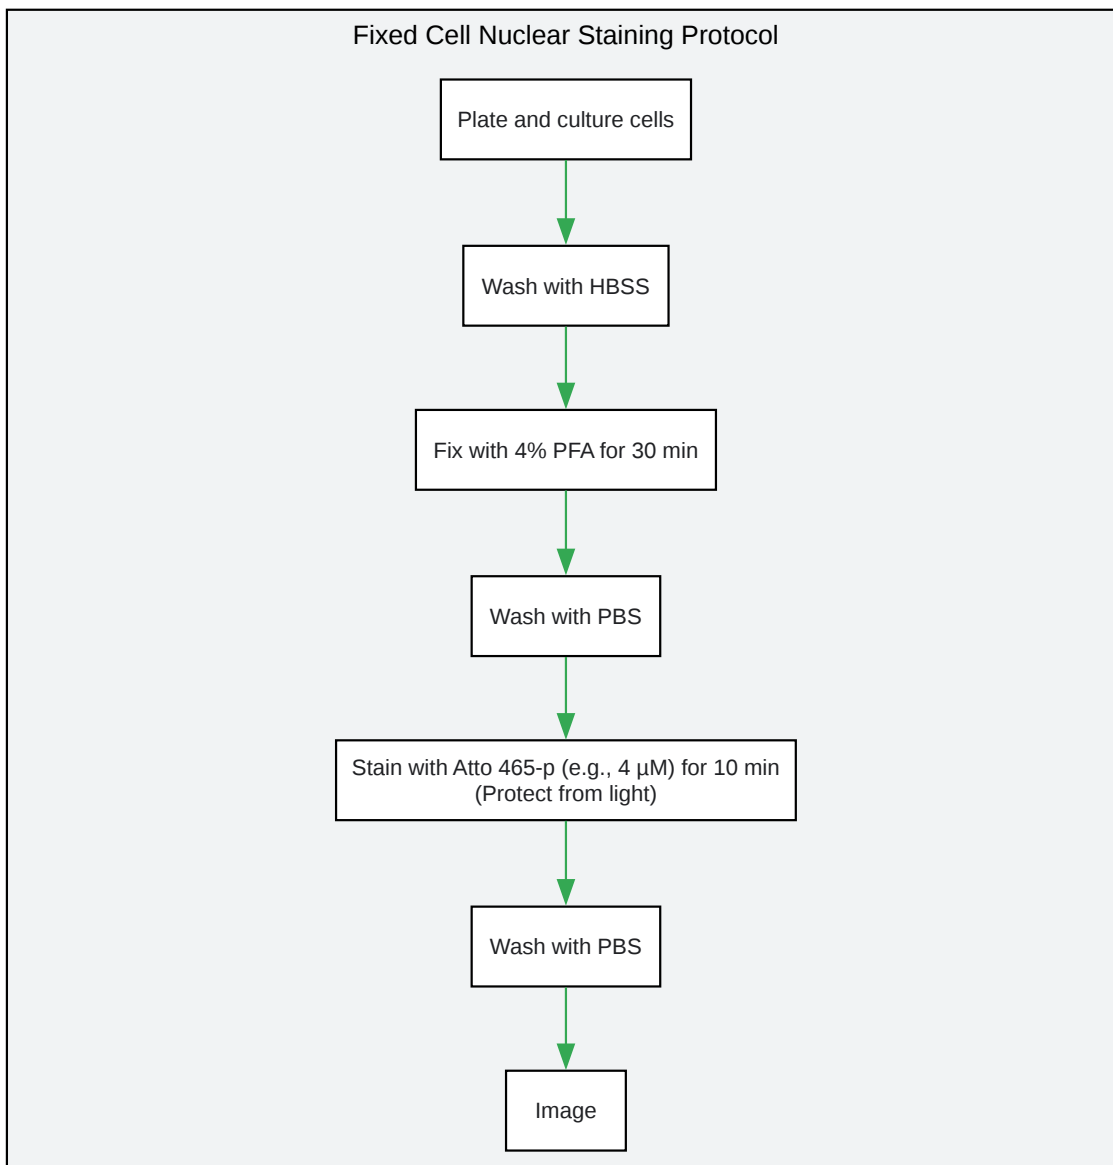 Fixed Cell Nuclear Staining Protocol
Plate and culture cells
Wash with HBSS
Fix with 4% PFA for 30 min
Wash with PBS
Stain with Atto 465-p (e.g., 4 µM) for 10 min
(Protect from light)
Wash with PBS
Image